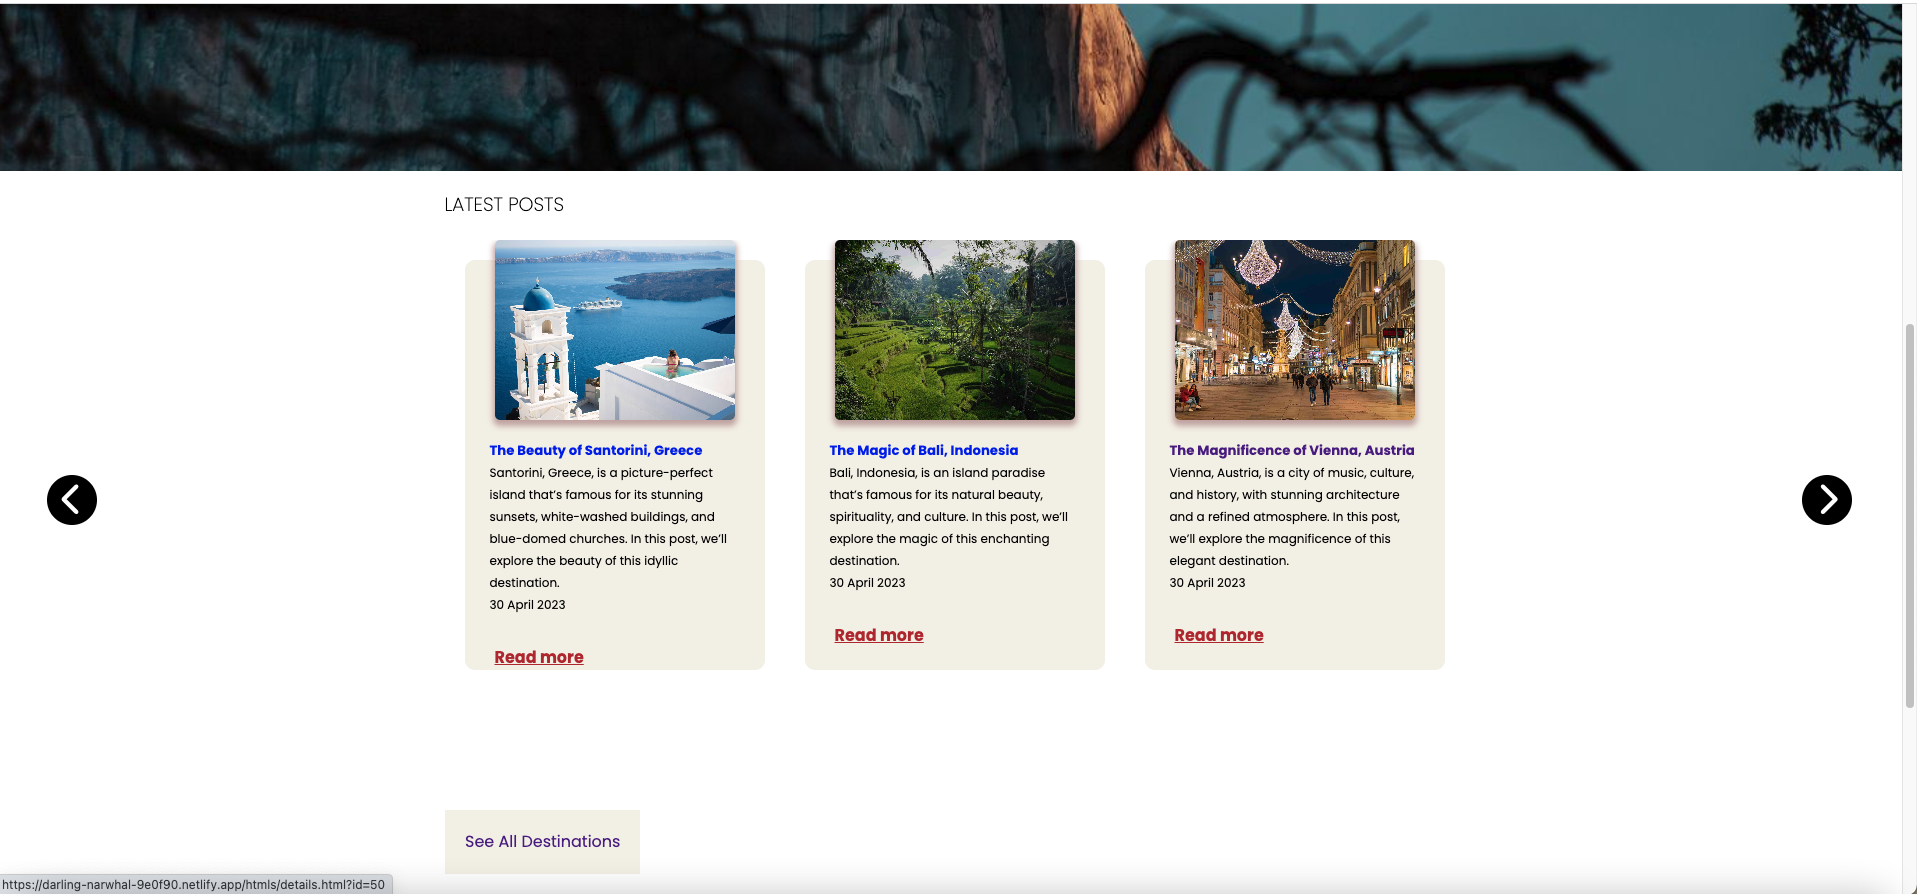 LATEST POSTS
The Beauty of Santorini, Greece
Santorini, Greece, is a picture-perfect
island that’s famous for its stunning
sunsets, white-washed buildings, and
blue-domed churches. In this post, we’ll
explore the beauty of this idyllic
destination.
30 April 2023
Read more
The Magic of Bali, Indonesia
Bali, Indonesia, is an island paradise
that’s famous for its natural beauty,
spirituality, and culture. In this post, we’ll
explore the magic of this enchanting
destination.
30 April 2023
Read more
The Magnificence of Vienna, Austria
Vienna, Austria, is a city of music, culture,
and history, with stunning architecture
and a refined atmosphere. In this post,
we’ll explore the magnificence of this
elegant destination.
30 April 2023
Read more
See All Destinations
https://darling-narwhal-9e0f90.netlify.app/htmls/details.html?id=50